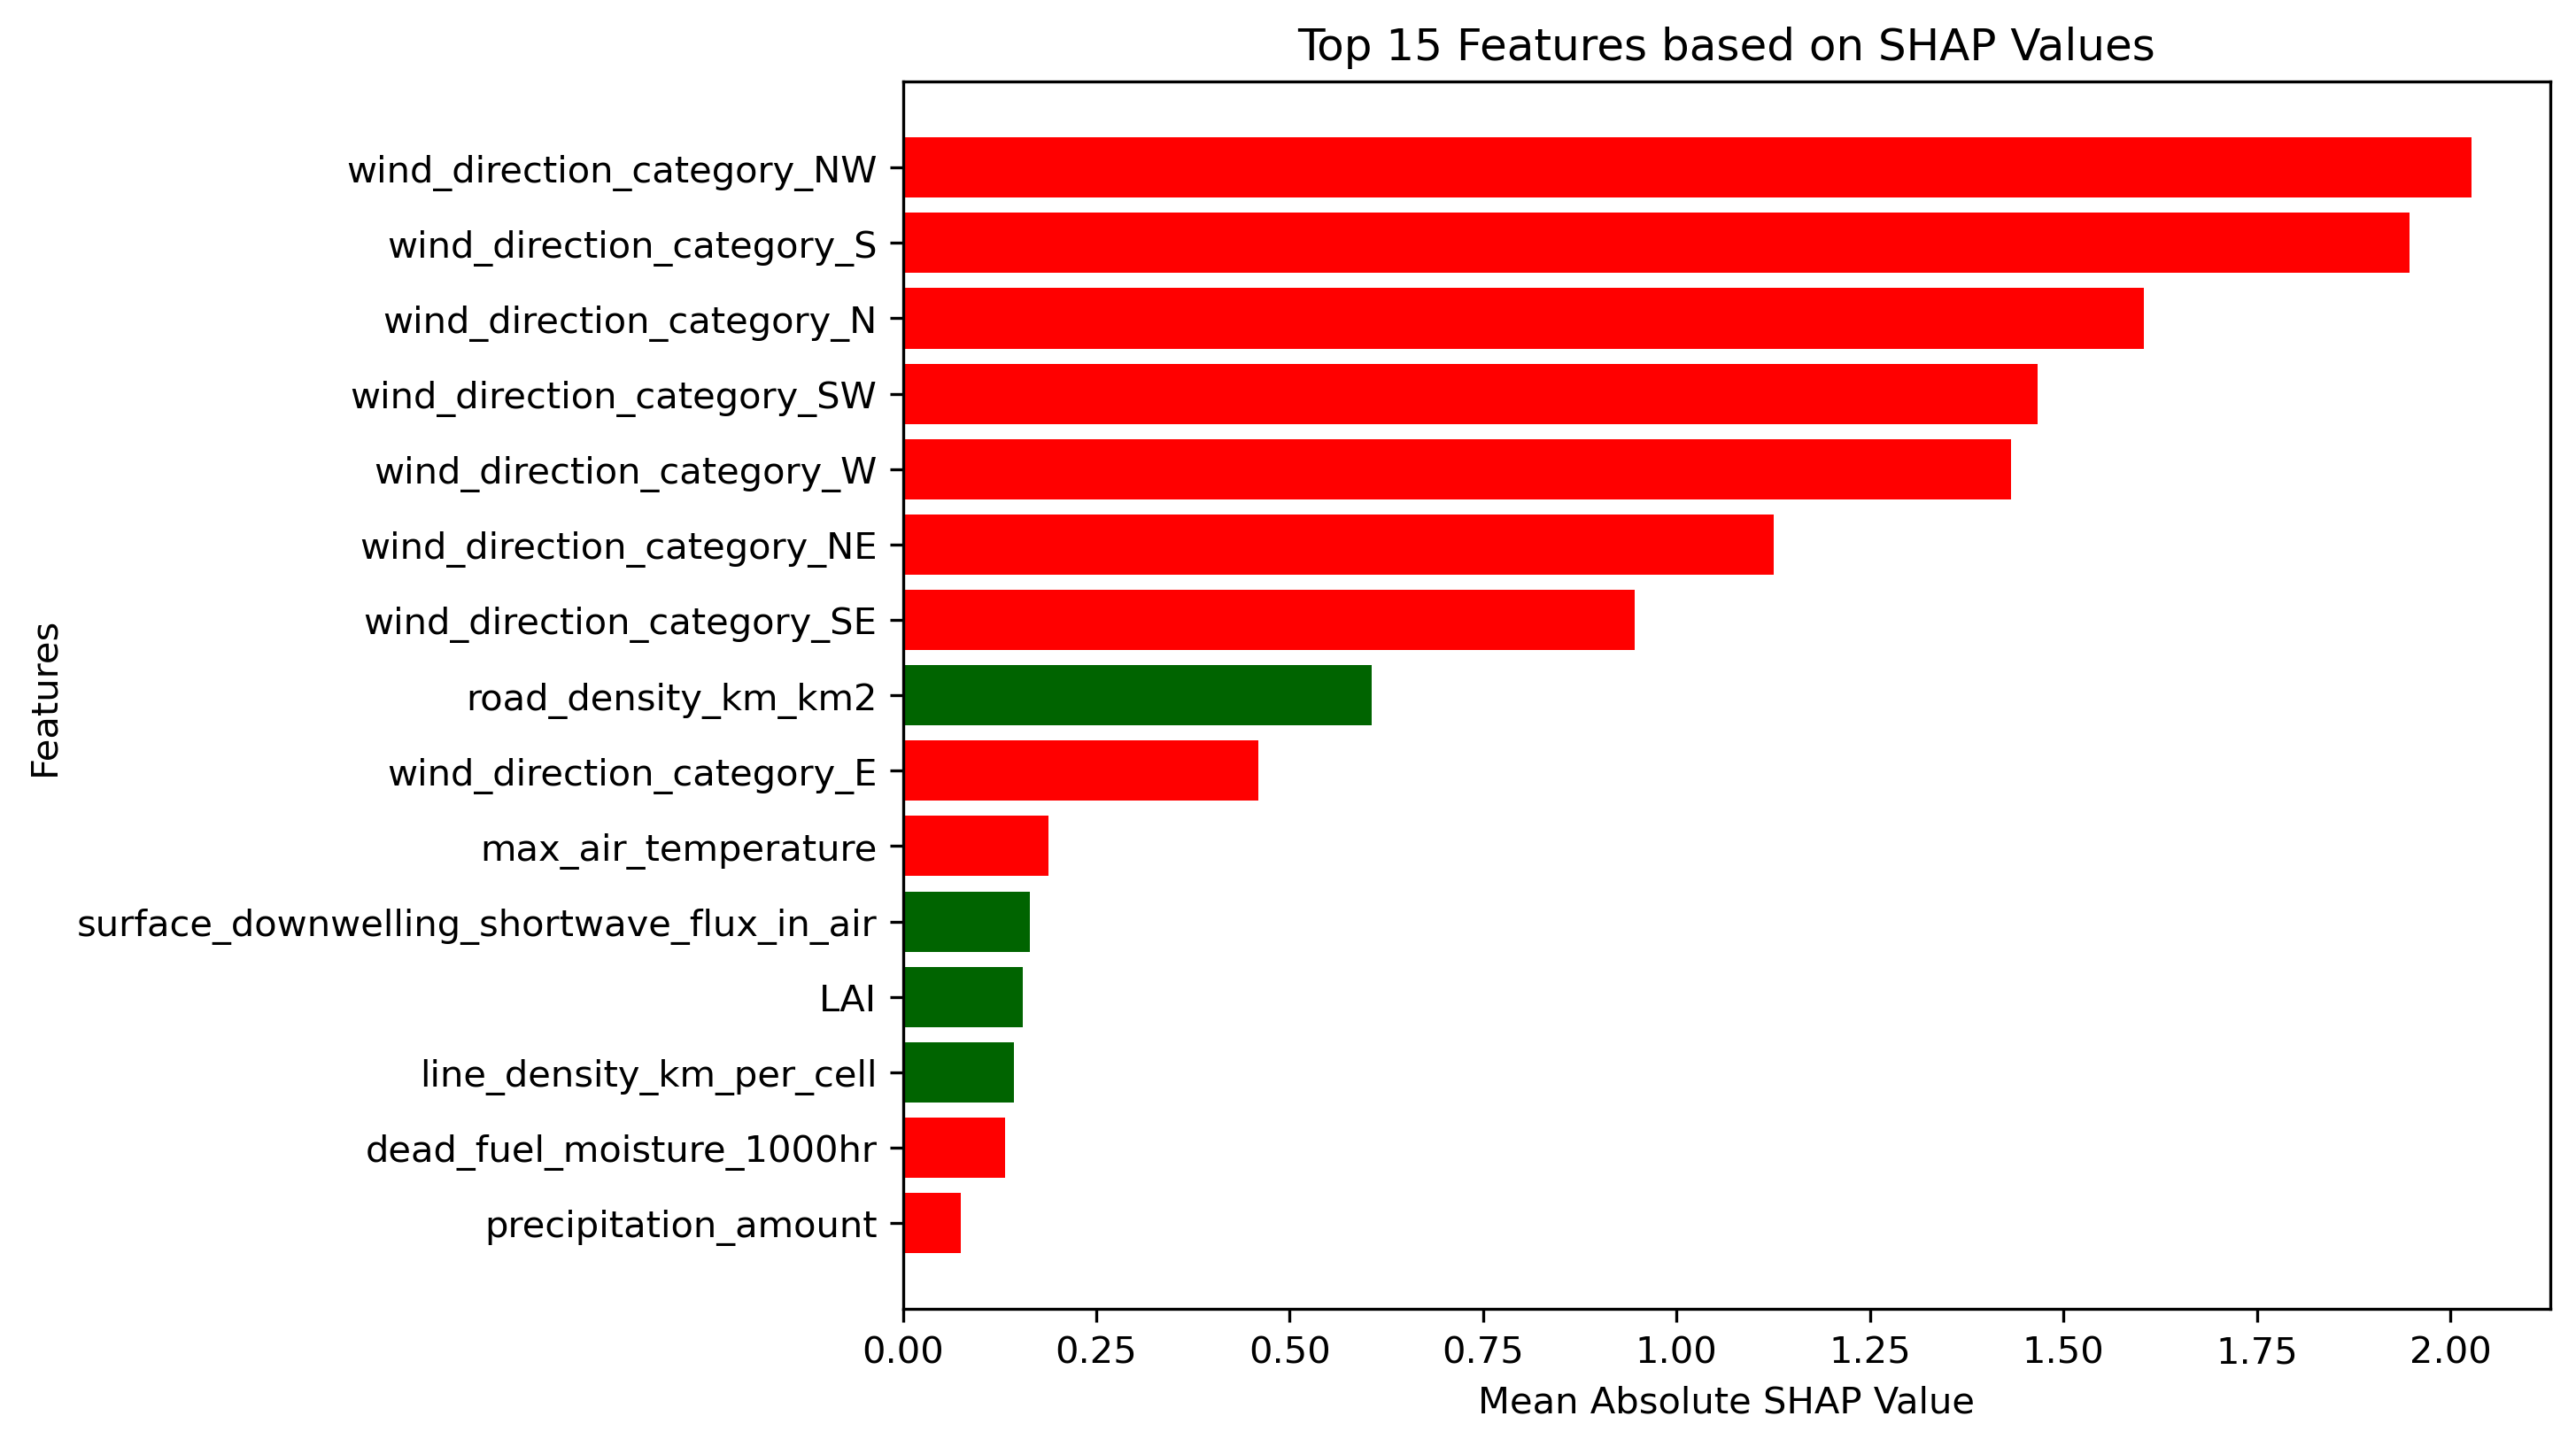 Top 15 Features based on SHAP Values
Features
wind_direction_category_NW
wind_direction_category_S
wind_direction_category_N
wind_direction_category_SW
wind_direction_category_W
wind_direction_category_NE
wind_direction_category_SE
road_density_km_km2
wind_direction_category_E
max_air_temperature
surface_downwelling_shortwave_flux_in_air
LAI
line_density_km_per_cell
dead_fuel_moisture_1000hr
precipitation_amount
0.00 0.25 0.50 0.75 1.00 1.25 1.50 1.75 2.00
Mean Absolute SHAP Value